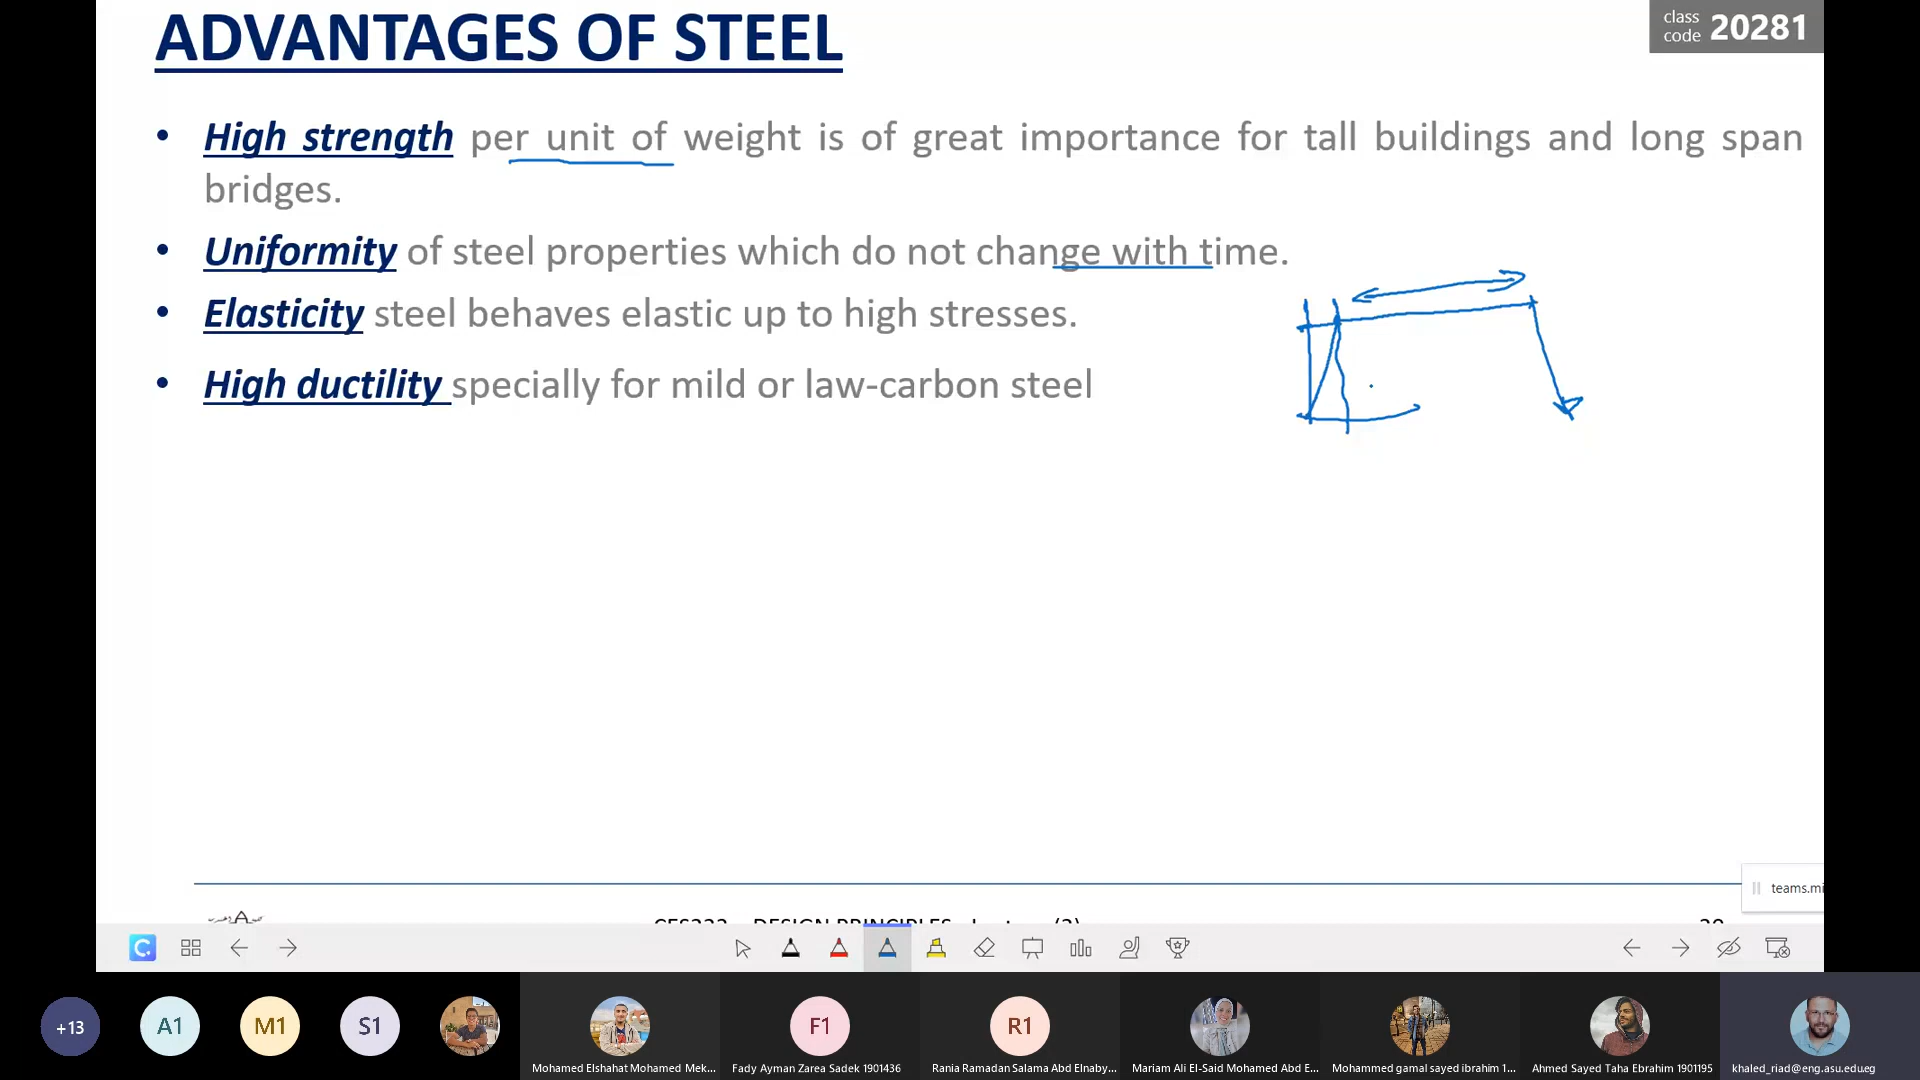 ADVANTAGES OF STEEL
class
code 20281
• High strength per unit of weight is of great importance for tall buildings and long span
bridges.
• Uniformity of steel properties which do not change with time.
• Elasticity steel behaves elastic up to high stresses.
• High ductility specially for mild or law-carbon steel
teams.mi
+13
A1
M1
S1
F1
R1
Mohamed Elshahat Mohamed Mek...
Fady Ayman Zarea Sadek 1901436
Rania Ramadan Salama Abd Elnaby...
Mariam Ali El-Said Mohamed Abd E...
Mohammed gamal sayed ibrahim 1...
Ahmed Sayed Taha Ebrahim 1901195
khaled_riad@eng.asu.edu.eg